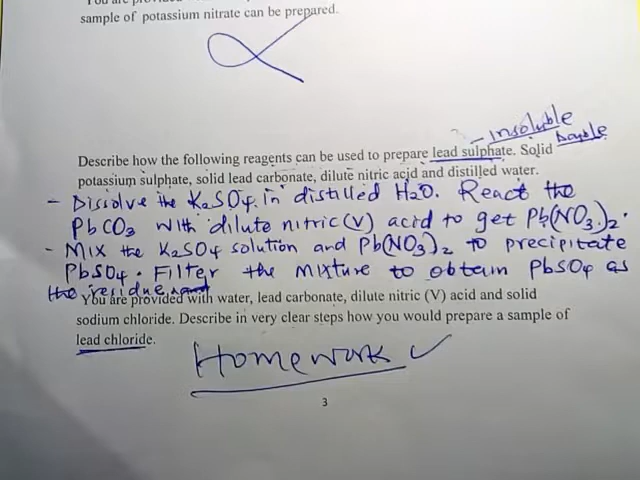 sample of potassium nitrate can be prepared.
- Insoluble
Double
Describe how the following reagents can be used to prepare lead sulphate. Solid
potassium sulphate, solid lead carbonate, dilute nitric acid and distilled water.
- Dissolve the K2SO4. in distilled H2O. React the
PbCO3 with dilute nitric(V) acid to get Pb(NO3)2.
- Mix the K2SO4 solution and Pb(NO3)2 to precipitate
PbSO4. Filter the mixture to obtain PbSO4 as
the residue
You are provided with water, lead carbonate, dilute nitric (V) acid and solid
sodium chloride. Describe in very clear steps how you would prepare a sample of
lead chloride.
Homework ✓
3